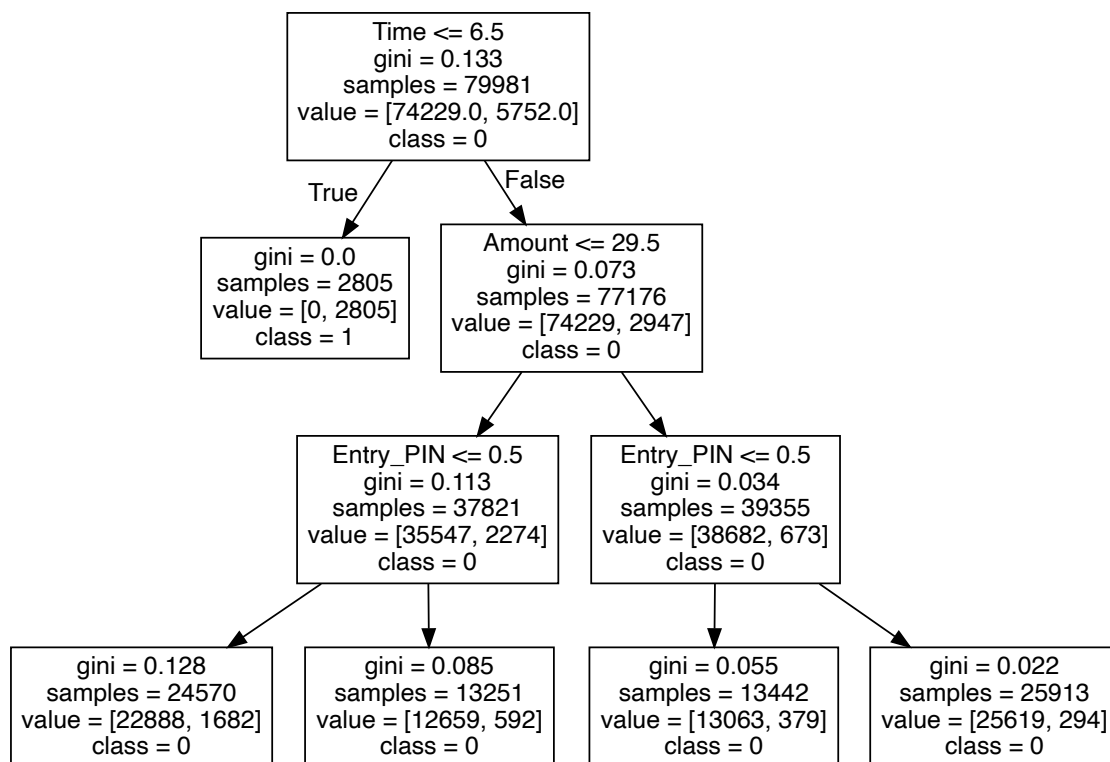 Time <= 6.5
gini = 0.133
samples = 79981
value = [74229.0, 5752.0]
class = 0
True
False
gini = 0.0
samples = 2805
value = [0, 2805]
class = 1
Amount <= 29.5
gini = 0.073
samples = 77176
value = [74229, 2947]
class = 0
Entry_PIN <= 0.5
gini = 0.113
samples = 37821
value = [35547, 2274]
class = 0
Entry_PIN <= 0.5
gini = 0.034
samples = 39355
value = [38682, 673]
class = 0
gini = 0.128
samples = 24570
value = [22888, 1682]
class = 0
gini = 0.085
samples = 13251
value = [12659, 592]
class = 0
gini = 0.055
samples = 13442
value = [13063, 379]
class = 0
gini = 0.022
samples = 25913
value = [25619, 294]
class = 0